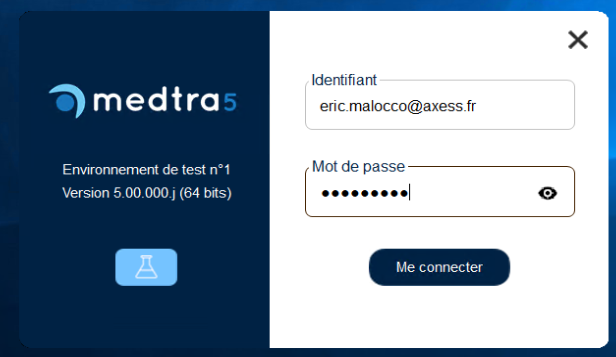 medtra5
Environnement de test n°1
Version 5.00.000.j (64 bits)
Identifiant
eric.malocco@axess.fr
Mot de passe
•••••••••
Me connecter